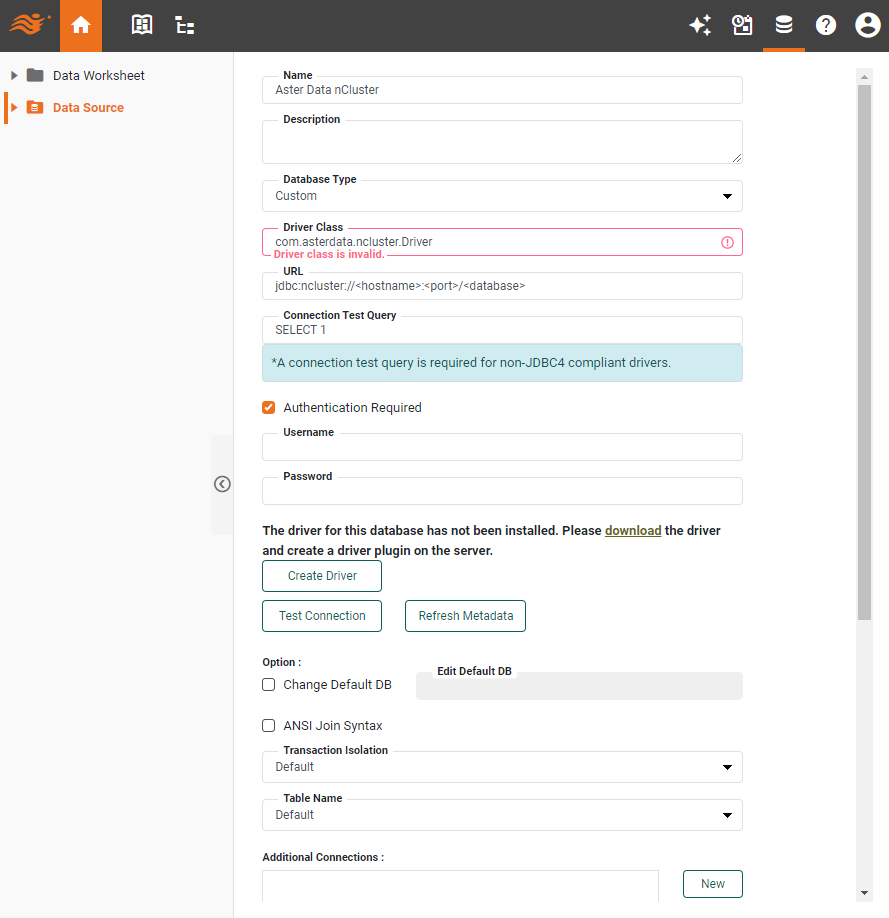 Data Worksheet
Data Source
Name
Aster Data nCluster
Description
Database Type
Custom
Driver Class
com.asterdata.ncluster.Driver
Driver class is invalid.
URL
jdbc:ncluster://<hostname>:<port>/<database>
Connection Test Query
SELECT 1
*A connection test query is required for non-JDBC4 compliant drivers.
Authentication Required
Username
Password
The driver for this database has not been installed. Please download the driver
and create a driver plugin on the server.
Create Driver
Test Connection
Refresh Metadata
Option :
Change Default DB
Edit Default DB
ANSI Join Syntax
Transaction Isolation
Default
Table Name
Default
Additional Connections :
New